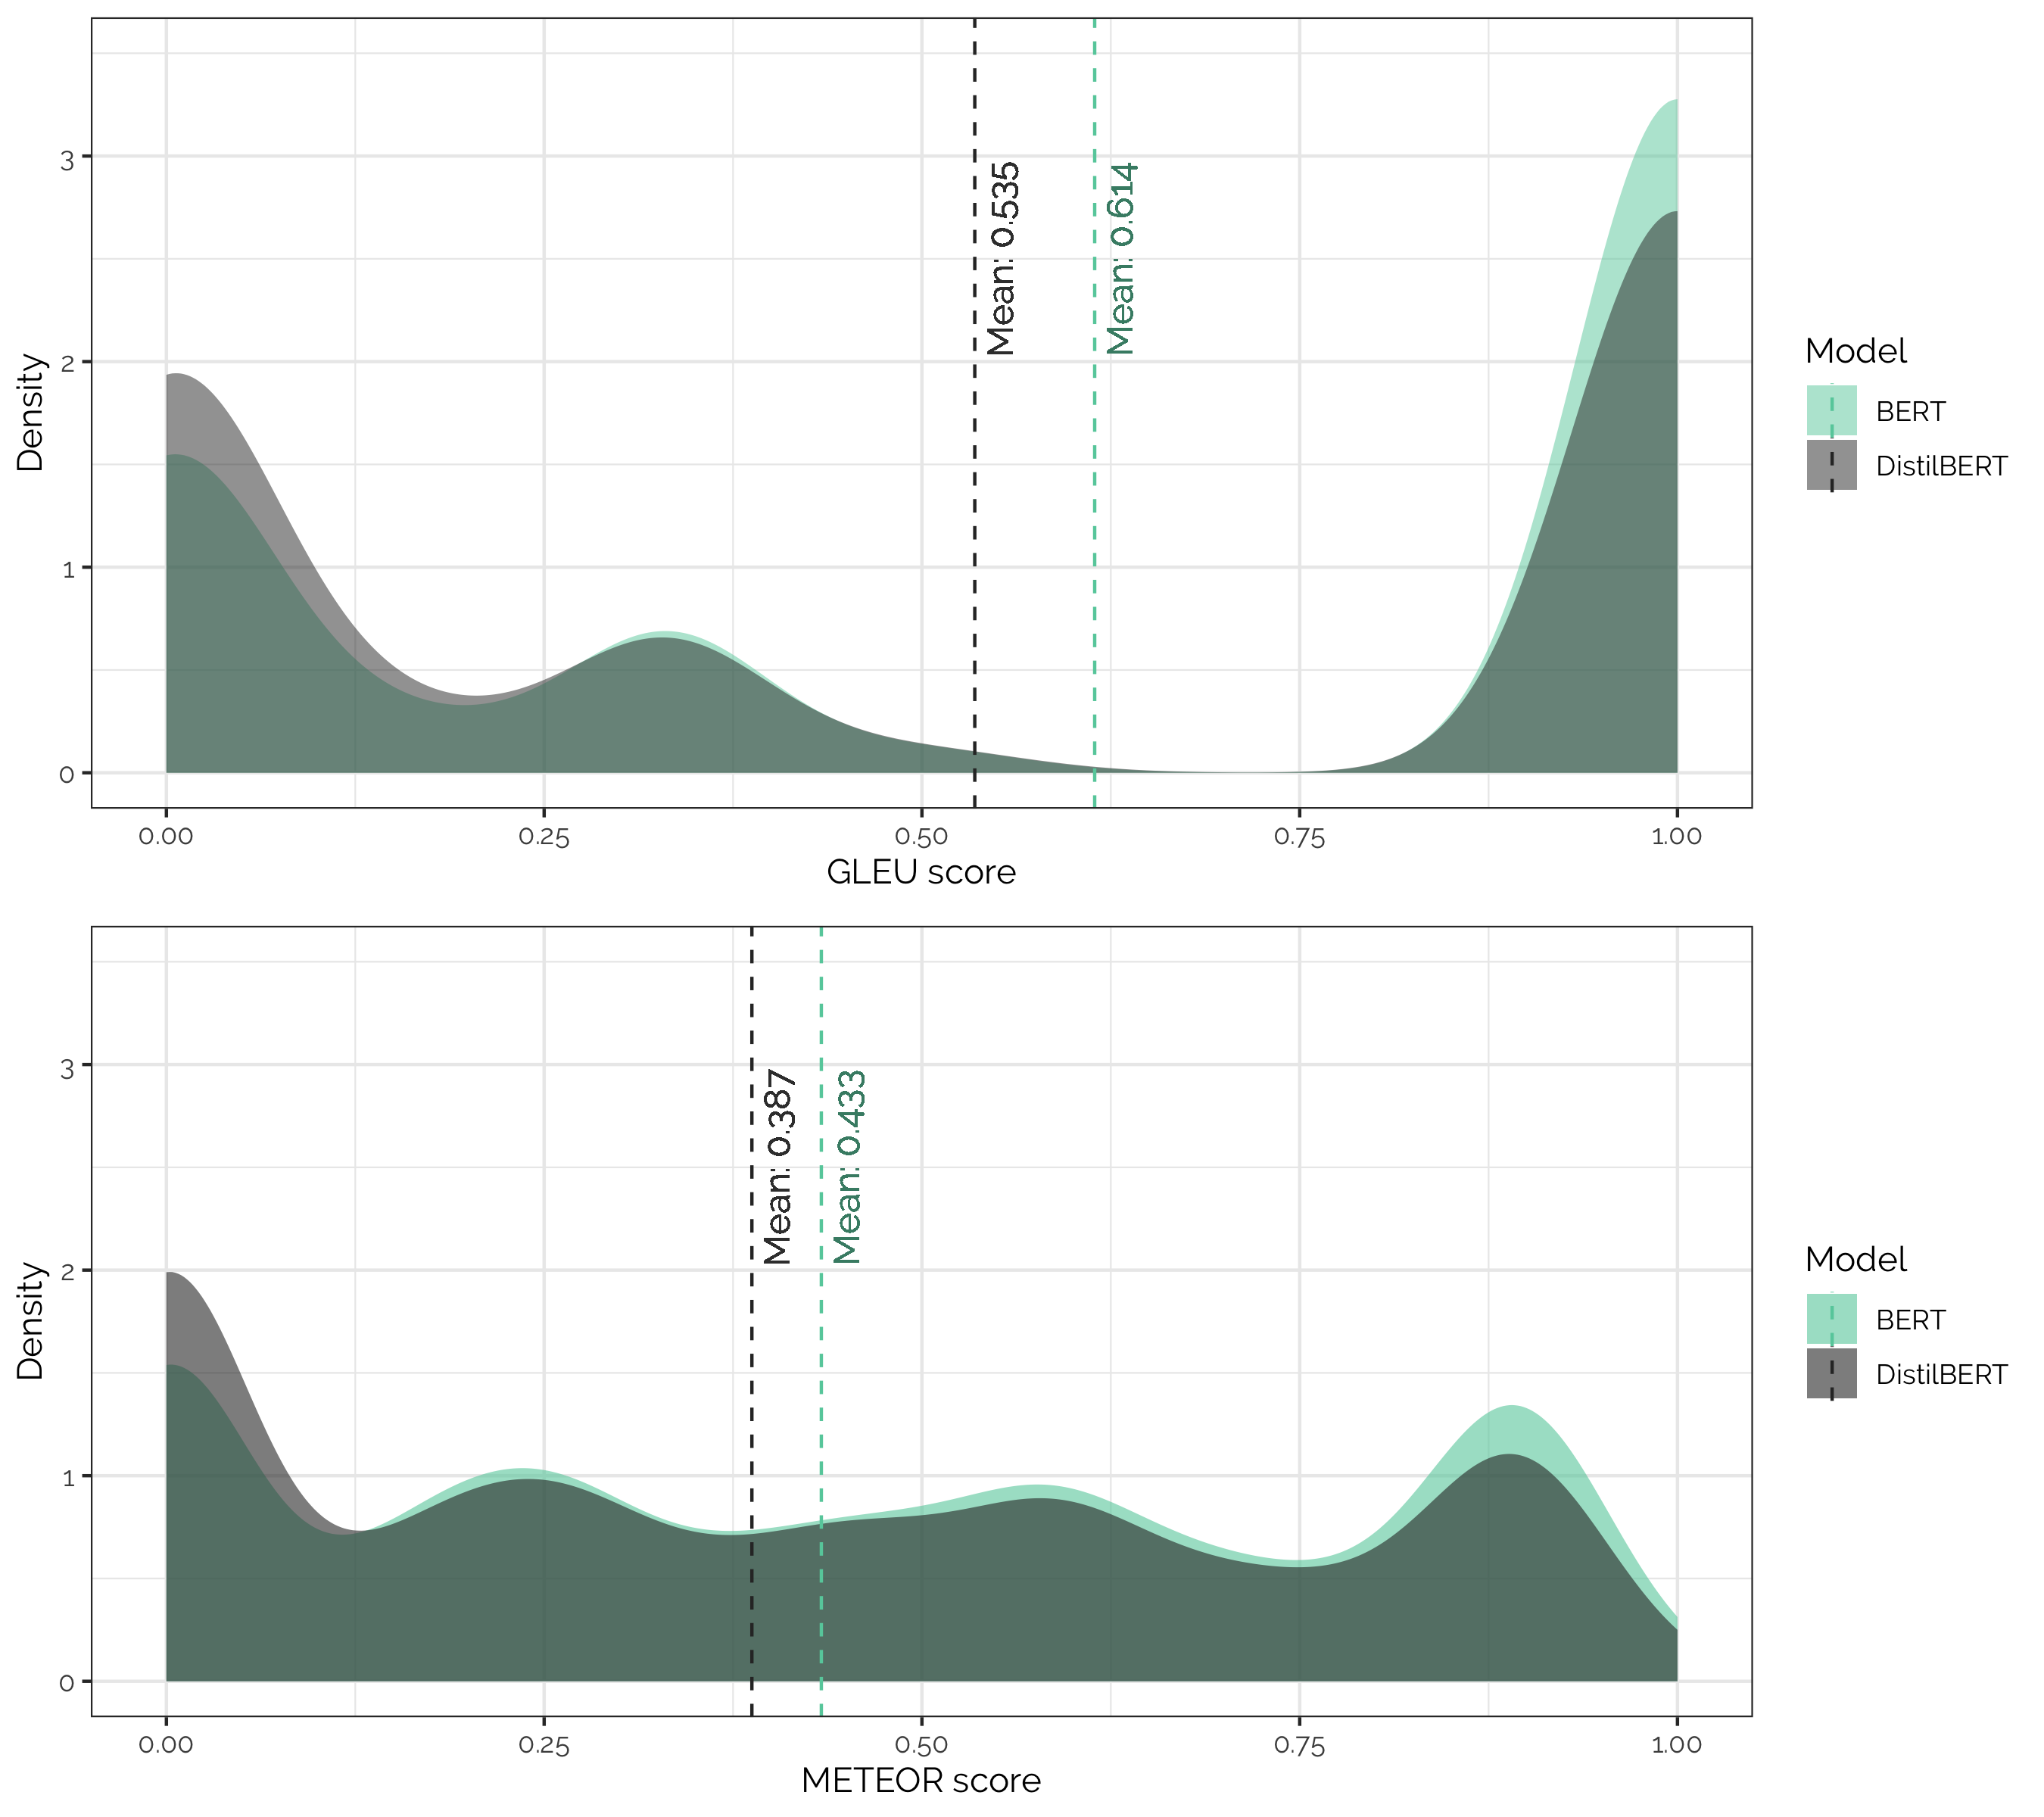 Density
3
2
1
0
Mean: 0.535
Mean: 0.614
0.00 0.25 0.50 0.75 1.00
GLEU score
Model
BERT
DistilBERT
Density
3
2
1
0
Mean: 0.387
Mean: 0.433
0.00 0.25 0.50 0.75 1.00
METEOR score
Model
BERT
DistilBERT